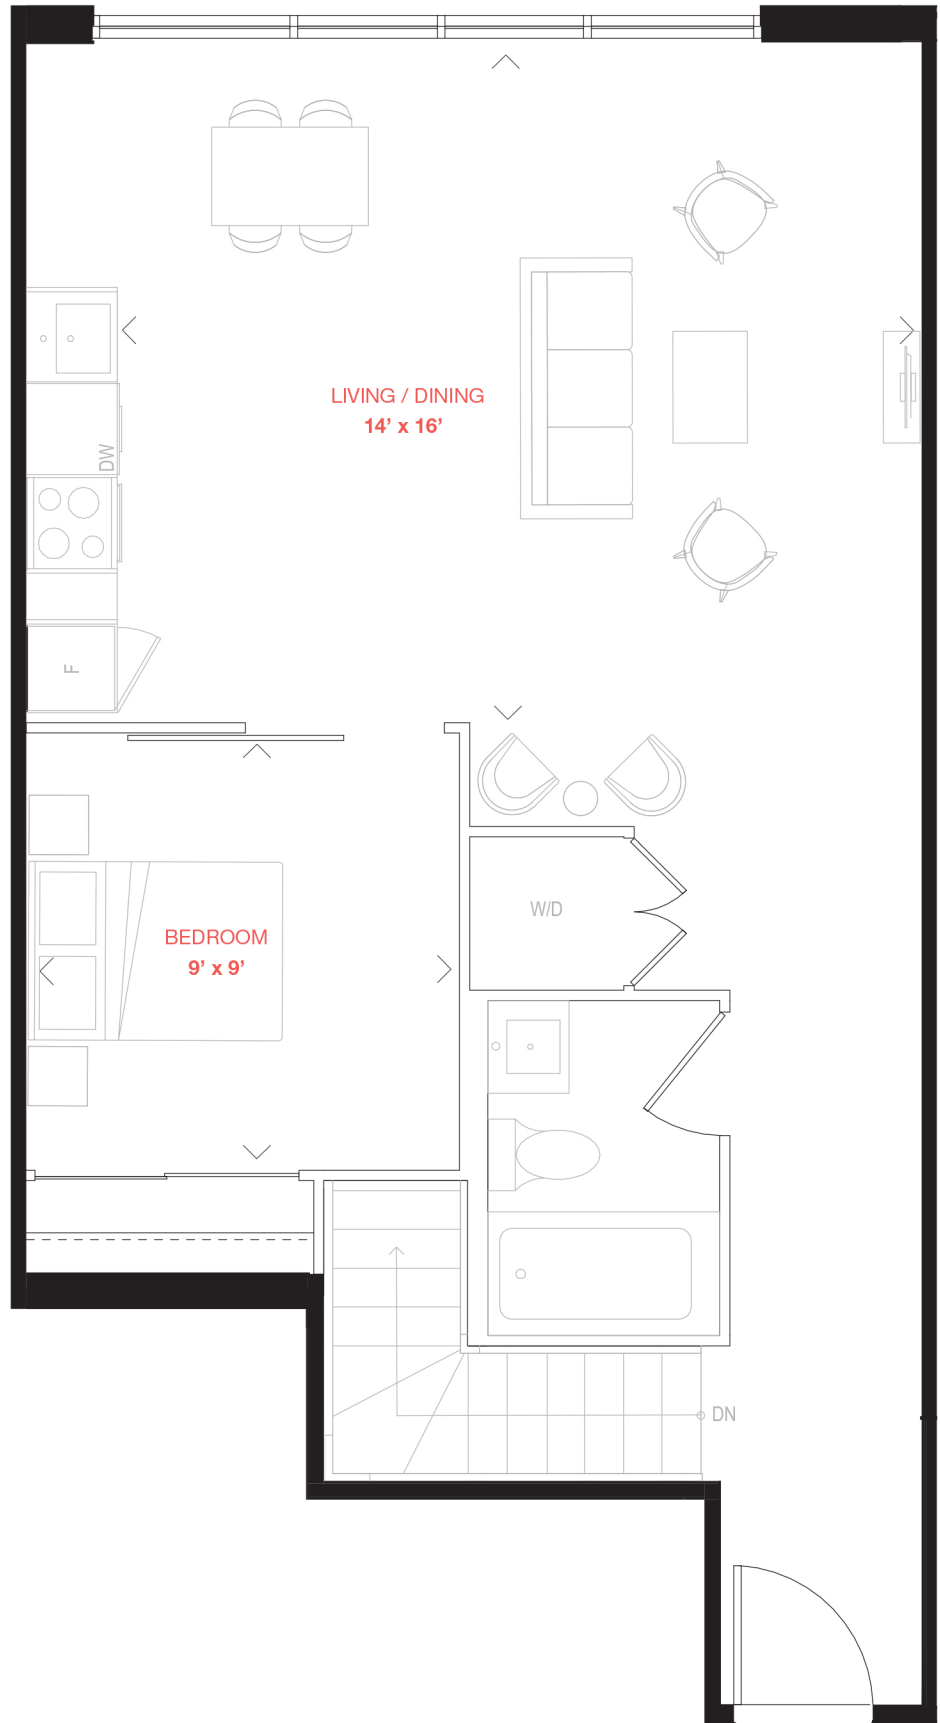 LIVING / DINING
14’ x 16’
DW
F
BEDROOM
9’ x 9’
W/D
DN